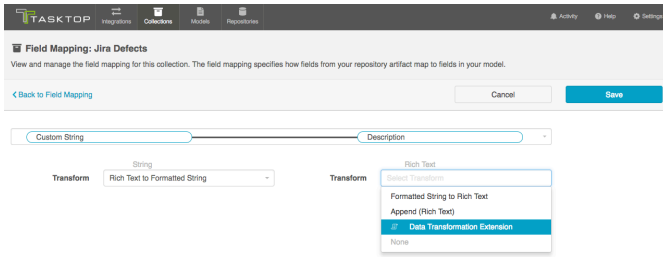 TASKTOP
Integrations
Collections
Models
Repositories
Activity
Help
Settings
Field Mapping: Jira Defects
View and manage the field mapping for this collection. The field mapping specifies how fields from your repository artifact map to fields in your model.
Back to Field Mapping
Cancel
Save
Custom String
Description
String
Rich Text
Transform
Rich Text to Formatted String
Transform
Select Transform
Formatted String to Rich Text
Append (Rich Text)
Data Transformation Extension
None